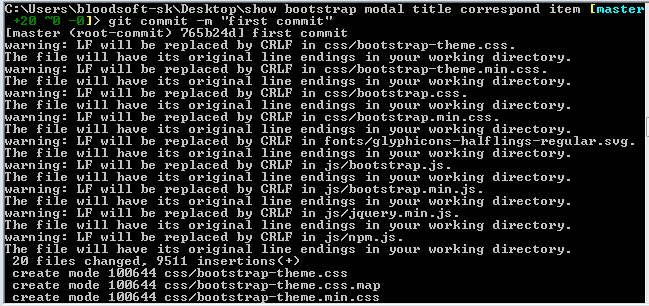 C:\Users\bloodsoft-sk\Desktop\show bootstrap modal title correspond item [master
 +20 ~0 -0]> git commit -m "first commit"
[master (root-commit) 765b24d] first commit
warning: LF will be replaced by CRLF in css/bootstrap-theme.css.
The file will have its original line endings in your working directory.
warning: LF will be replaced by CRLF in css/bootstrap-theme.min.css.
The file will have its original line endings in your working directory.
warning: LF will be replaced by CRLF in css/bootstrap.css.
The file will have its original line endings in your working directory.
warning: LF will be replaced by CRLF in css/bootstrap.min.css.
The file will have its original line endings in your working directory.
warning: LF will be replaced by CRLF in fonts/glyphicons-halflings-regular.svg.
The file will have its original line endings in your working directory.
warning: LF will be replaced by CRLF in js/bootstrap.js.
The file will have its original line endings in your working directory.
warning: LF will be replaced by CRLF in js/bootstrap.min.js.
The file will have its original line endings in your working directory.
warning: LF will be replaced by CRLF in js/jquery.min.js.
The file will have its original line endings in your working directory.
warning: LF will be replaced by CRLF in js/npm.js.
The file will have its original line endings in your working directory.
 20 files changed, 9511 insertions(+)
 create mode 100644 css/bootstrap-theme.css
 create mode 100644 css/bootstrap-theme.css.map
 create mode 100644 css/bootstrap-theme.min.css